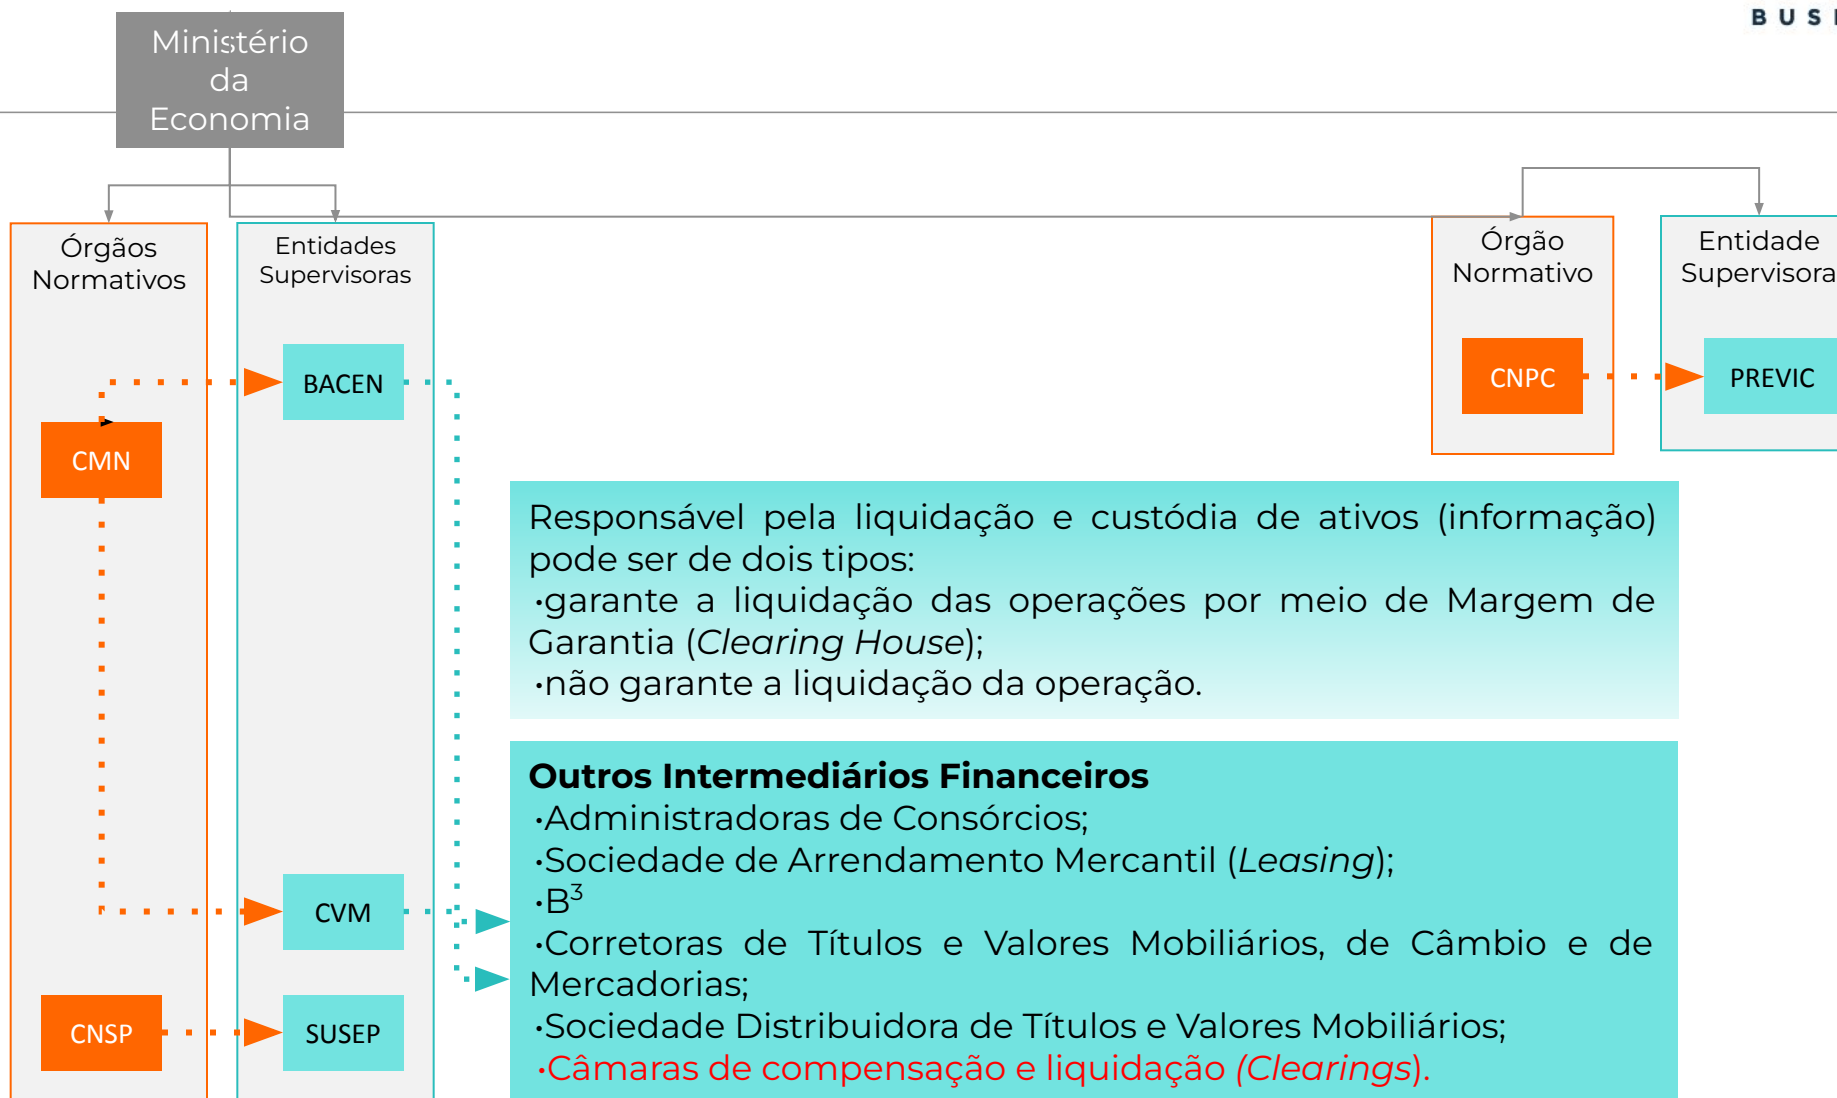 Ministério
da
Economia
Órgãos
Normativos
Entidades
Supervisoras
Órgão
Normativo
Entidade
Supervisora
BACEN
CMN
CNPC
PREVIC
Responsável pela liquidação e custódia de ativos (informação)
pode ser de dois tipos:
•garante a liquidação das operações por meio de Margem de
Garantia (Clearing House);
•não garante a liquidação da operação.
Outros Intermediários Financeiros
•Administradoras de Consórcios;
•Sociedade de Arrendamento Mercantil (Leasing);
•B³
•Corretoras de Títulos e Valores Mobiliários, de Câmbio e de
Mercadorias;
•Sociedade Distribuidora de Títulos e Valores Mobiliários;
•Câmaras de compensação e liquidação (Clearings).
CVM
CNSP
SUSEP